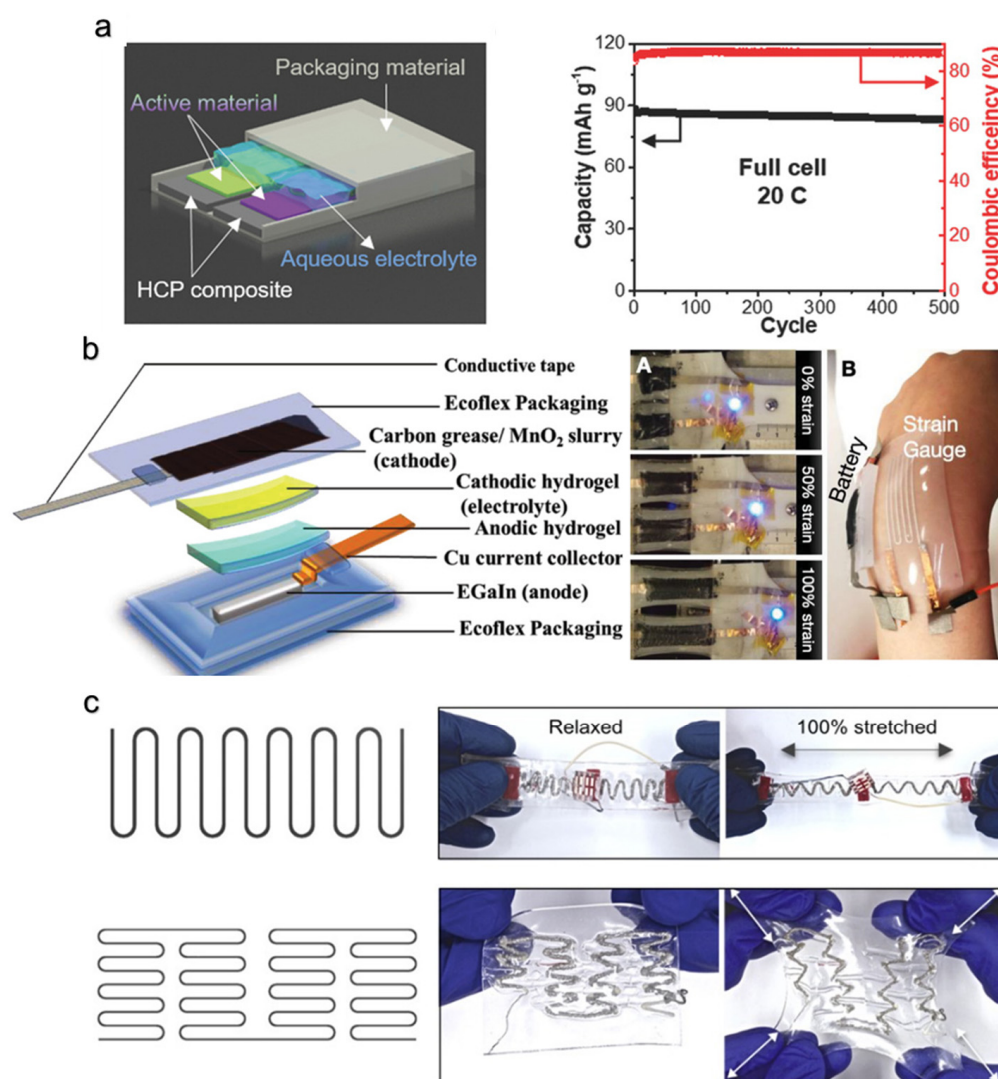 a
Packaging material
Active material
Aqueous electrolyte
HCP composite
120
90
60
30
0
Capacity (mAh g⁻¹)
Full cell
20 C
0
100
200
300
400
500
Cycle
80
60
40
20
0
Coulombic efficeincy (%)
b
Conductive tape
Ecoflex Packaging
Carbon grease/ MnO₂ slurry
(cathode)
Cathodic hydrogel
(electrolyte)
Anodic hydrogel
Cu current collector
EGaIn (anode)
Ecoflex Packaging
A
0% strain
50% strain
100% strain
B
Strain
Gauge
Battery
c
Relaxed
100% stretched